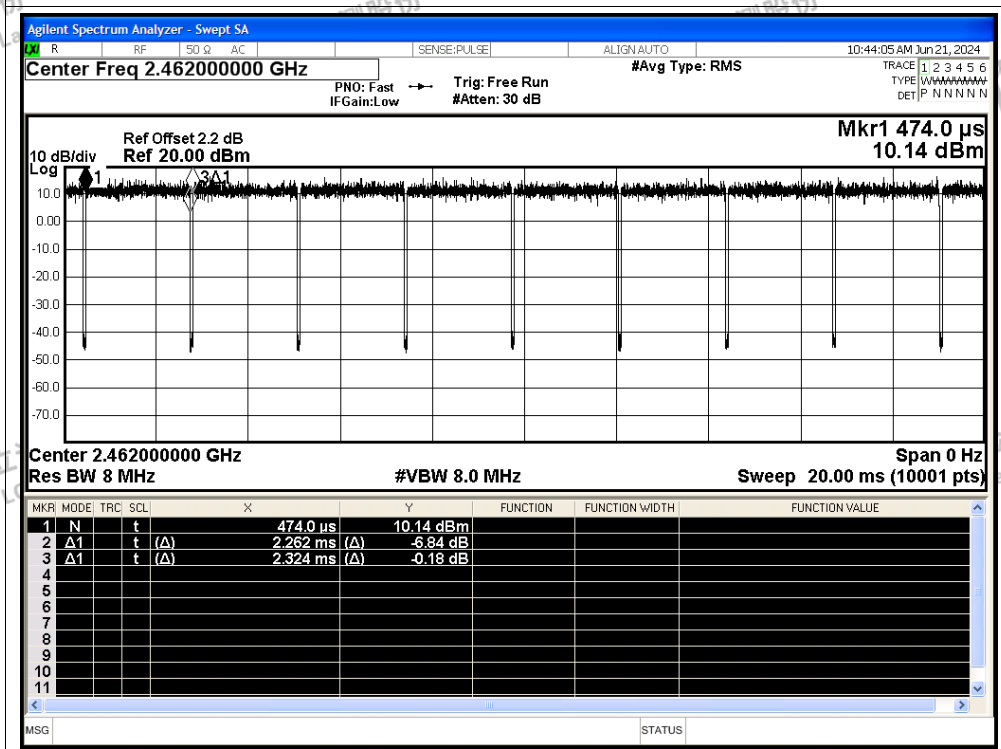 Agilent Spectrum Analyzer - Swept SA
LXI R RF 50 Ω AC SENSE:PULSE ALIGN AUTO 10:44:05 AM Jun 21, 2024
Center Freq 2.462000000 GHz #Avg Type: RMS TRACE 1 2 3 4 5 6
PNO: Fast Trig: Free Run TYPE WWWWWW
IFGain:Low #Atten: 30 dB DET P N N N N N
Mkr1 474.0 µs
10.14 dBm
Ref Offset 2.2 dB
10 dB/div Ref 20.00 dBm
Log
1 3Δ1
10.0
0.00
-10.0
-20.0
-30.0
-40.0
-50.0
-60.0
-70.0
Center 2.462000000 GHz Span 0 Hz
Res BW 8 MHz #VBW 8.0 MHz Sweep 20.00 ms (10001 pts)
MKR MODE TRC SCL X Y FUNCTION FUNCTION WIDTH FUNCTION VALUE
1 N t 474.0 µs 10.14 dBm
2 Δ1 t (Δ) 2.262 ms (Δ) -6.84 dB
3 Δ1 t (Δ) 2.324 ms (Δ) -0.18 dB
4
5
6
7
8
9
10
11
MSG STATUS